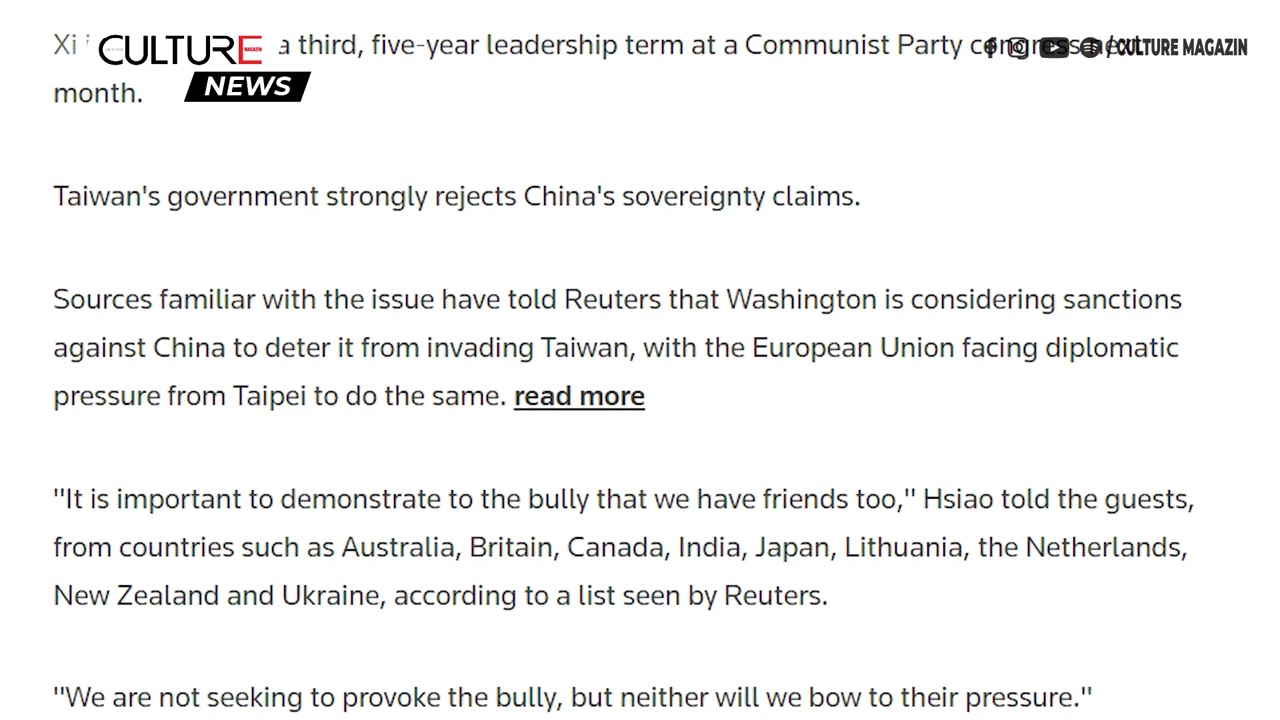 Xi
CULTURE
MAGAZIN
NEWS
a third, five-year leadership term at a Communist Party congress next
/CULTURE MAGAZIN
month.
Taiwan's government strongly rejects China's sovereignty claims.
Sources familiar with the issue have told Reuters that Washington is considering sanctions
against China to deter it from invading Taiwan, with the European Union facing diplomatic
pressure from Taipei to do the same. read more
"It is important to demonstrate to the bully that we have friends too," Hsiao told the guests,
from countries such as Australia, Britain, Canada, India, Japan, Lithuania, the Netherlands,
New Zealand and Ukraine, according to a list seen by Reuters.
"We are not seeking to provoke the bully, but neither will we bow to their pressure."